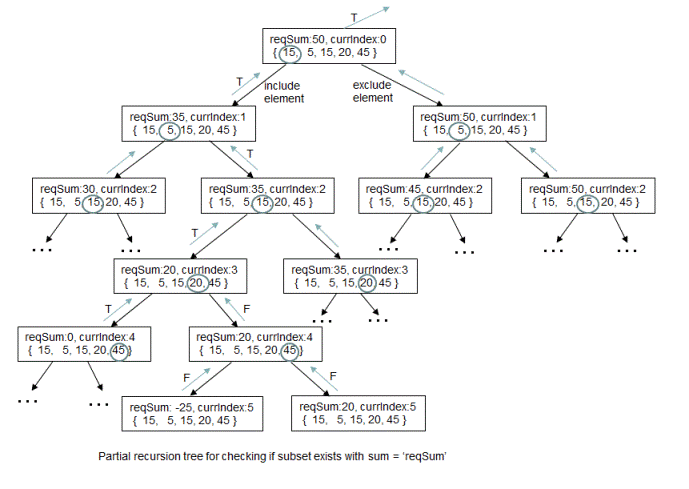 T
reqSum:50, currIndex:0
{ 15, 5, 15, 20, 45 }
T
include
element
exclude
element
reqSum:35, currIndex:1
{ 15, 5, 15, 20, 45 }
reqSum:50, currIndex:1
{ 15, 5, 15, 20, 45 }
T
reqSum:30, currIndex:2
{ 15, 5, 15, 20, 45 }
reqSum:35, currIndex:2
{ 15, 5, 15, 20, 45 }
reqSum:45, currIndex:2
{ 15, 5, 15, 20, 45 }
reqSum:50, currIndex:2
{ 15, 5, 15, 20, 45 }
T
...
...
...
...
...
...
reqSum:20, currIndex:3
{ 15, 5, 15, 20, 45 }
reqSum:35, currIndex:3
{ 15, 5, 15, 20, 45 }
T
F
...
...
reqSum:0, currIndex:4
{ 15, 5, 15, 20, 45 }
reqSum:20, currIndex:4
{ 15, 5, 15, 20, 45 }
F
F
...
...
reqSum: -25, currIndex:5
{ 15, 5, 15, 20, 45 }
reqSum:20, currIndex:5
{ 15, 5, 15, 20, 45 }
Partial recursion tree for checking if subset exists with sum = 'reqSum'